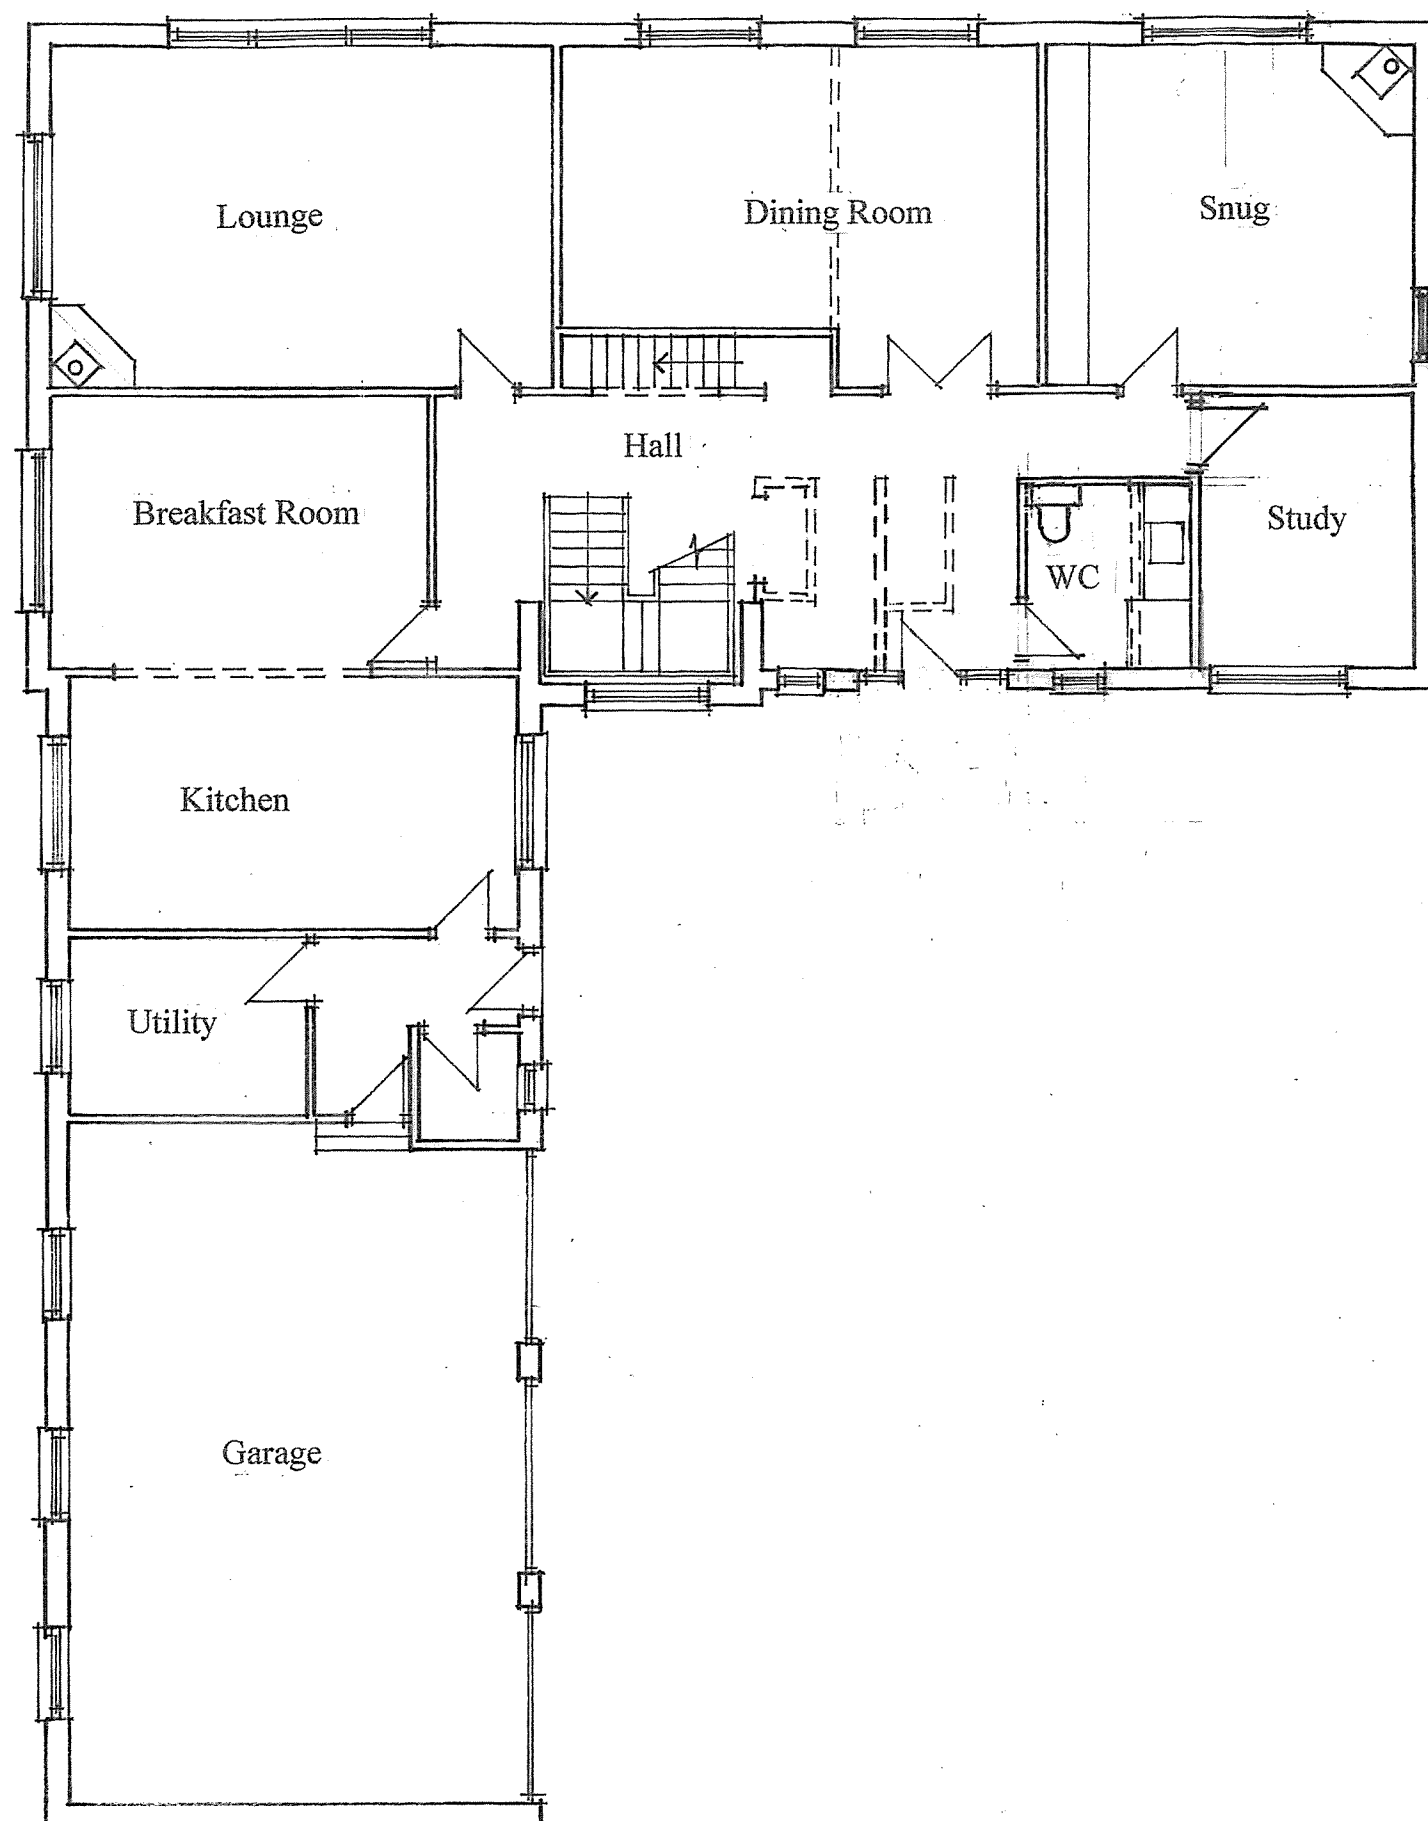 Lounge
Dining Room
Snug
Hall
Breakfast Room
Study
WC
Kitchen
Utility
Garage